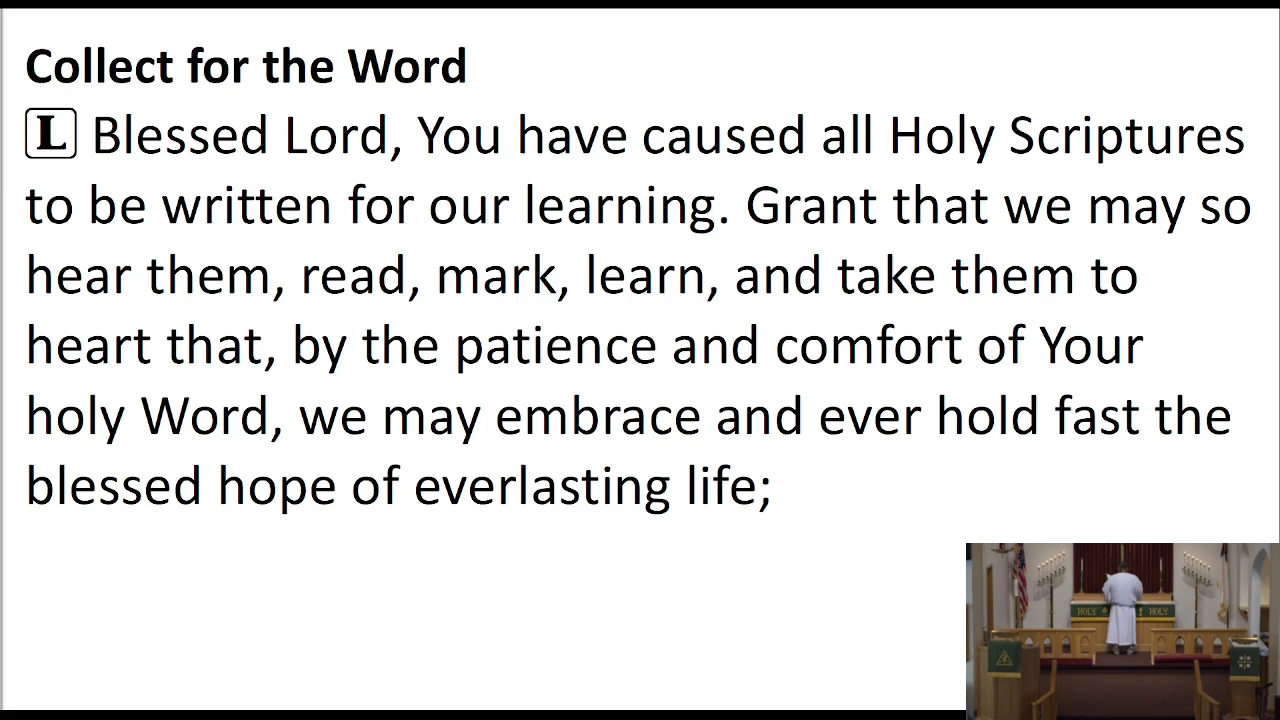 Collect for the Word
L Blessed Lord, You have caused all Holy Scriptures
to be written for our learning. Grant that we may so
hear them, read, mark, learn, and take them to
heart that, by the patience and comfort of Your
holy Word, we may embrace and ever hold fast the
blessed hope of everlasting life;
HOLY HOLY